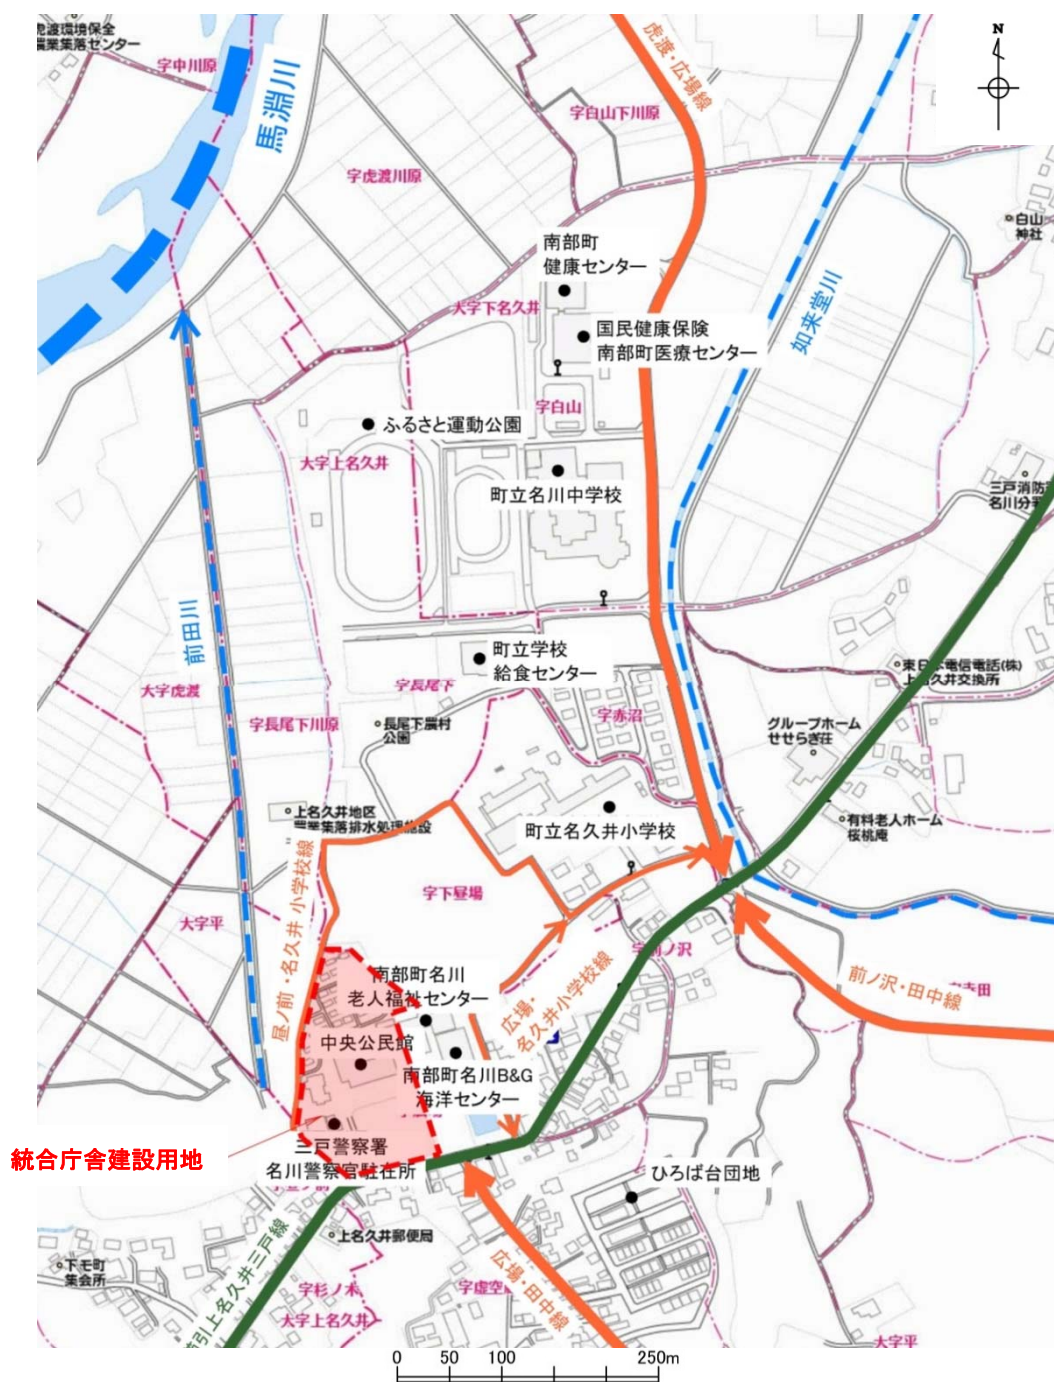 虎渡環境保全
農業集落センター
字中川原
馬淵川
虎渡・広場線
N
字白山下川原
字虎渡川原
白山
神社
南部町
健康センター
大字下名久井
国民健康保険
南部町医療センター
如来堂川
字白山
ふるさと運動公園
大字上名久井
町立名川中学校
三戸消防
名川分
前田川
町立学校
給食センター
東日本電信電話(株)
上名久井交換所
大字虎渡
字長尾下
字長尾下川原
字赤沼
長尾下農村
公園
グループホーム
せせらぎ荘
上名久井地区
農業集落排水処理施設
町立名久井小学校
有料老人ホーム
桜桃庵
昼ノ前・名久井小学校線
字下昼場
大字平
南部町名川
老人福祉センター
広場・
名久井小学校線
前ノ沢・田中線
中央公民館
南部町名川B&G
海洋センター
統合庁舎建設用地
三戸警察署
名川警察官駐在所
ひろば台団地
上名久井郵便局
下モ町
集会所
引上名久井三戸線
広場・田中線
字杉ノ木
大字上名久井
字虚空
大字平
0 50 100 250m